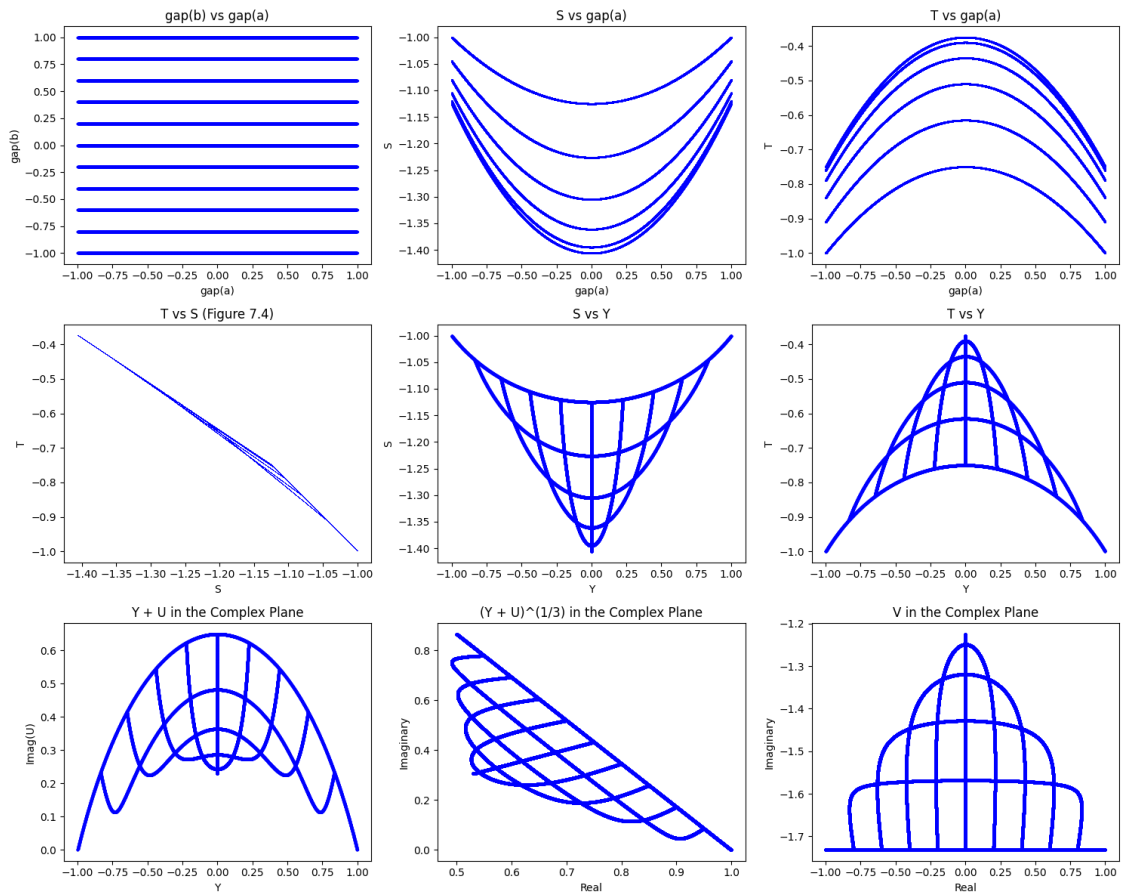 gap(b) vs gap(a)
1.00
0.75
0.50
0.25
0.00
−0.25
−0.50
−0.75
−1.00
gap(b)
−1.00 −0.75 −0.50 −0.25 0.00 0.25 0.50 0.75 1.00
gap(a)
S vs gap(a)
−1.00
−1.05
−1.10
−1.15
−1.20
−1.25
−1.30
−1.35
−1.40
S
−1.00 −0.75 −0.50 −0.25 0.00 0.25 0.50 0.75 1.00
gap(a)
T vs gap(a)
−0.4
−0.5
−0.6
−0.7
−0.8
−0.9
−1.0
T
−1.00 −0.75 −0.50 −0.25 0.00 0.25 0.50 0.75 1.00
gap(a)
T vs S (Figure 7.4)
−0.4
−0.5
−0.6
−0.7
−0.8
−0.9
−1.0
T
−1.40 −1.35 −1.30 −1.25 −1.20 −1.15 −1.10 −1.05 −1.00
S
S vs Y
−1.00
−1.05
−1.10
−1.15
−1.20
−1.25
−1.30
−1.35
−1.40
S
−1.00 −0.75 −0.50 −0.25 0.00 0.25 0.50 0.75 1.00
Y
T vs Y
−0.4
−0.5
−0.6
−0.7
−0.8
−0.9
−1.0
T
−1.00 −0.75 −0.50 −0.25 0.00 0.25 0.50 0.75 1.00
Y
Y + U in the Complex Plane
0.6
0.5
0.4
0.3
0.2
0.1
0.0
Imag(U)
−1.00 −0.75 −0.50 −0.25 0.00 0.25 0.50 0.75 1.00
Y
(Y + U)^(1/3) in the Complex Plane
0.8
0.6
0.4
0.2
0.0
Imaginary
0.5 0.6 0.7 0.8 0.9 1.0
Real
V in the Complex Plane
−1.2
−1.3
−1.4
−1.5
−1.6
−1.7
Imaginary
−1.00 −0.75 −0.50 −0.25 0.00 0.25 0.50 0.75 1.00
Real